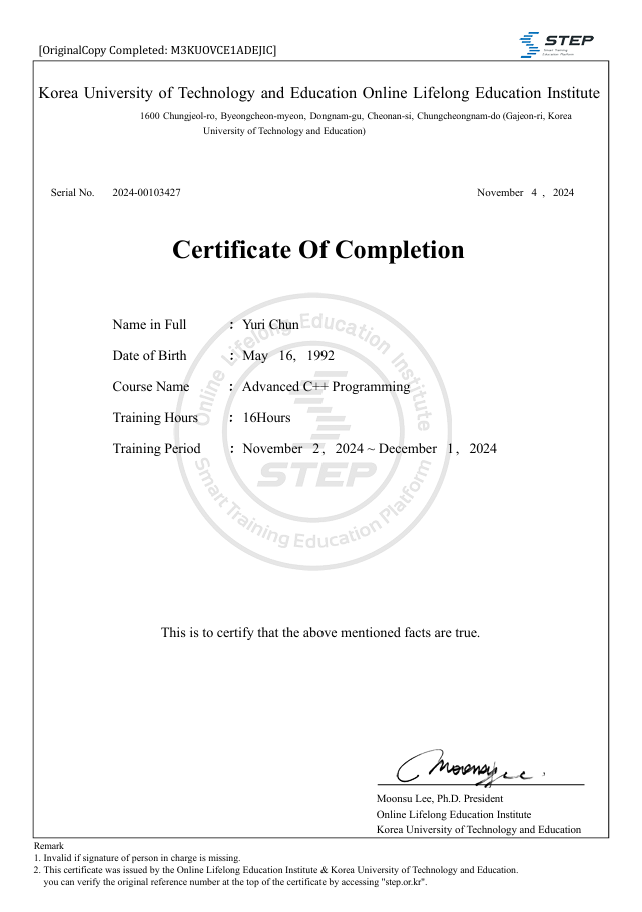 [OriginalCopy Completed: M3KUOVCE1ADEJIC]
STEP
Smart Training
Education Platform
Korea University of Technology and Education Online Lifelong Education Institute
1600 Chungjeol-ro, Byeongcheon-myeon, Dongnam-gu, Cheonan-si, Chungcheongnam-do (Gajeon-ri, Korea
University of Technology and Education)
Serial No. 2024-00103427 November 4 , 2024
Certificate Of Completion
Name in Full : Yuri Chun
Date of Birth : May 16, 1992
Course Name : Advanced C++ Programming
Training Hours : 16Hours
Training Period : November 2 , 2024 ~ December 1 , 2024
Online Lifelong Education Institute
STEP
Smart Training Education Platform
This is to certify that the above mentioned facts are true.
Moonsu Lee, Ph.D. President
Online Lifelong Education Institute
Korea University of Technology and Education
Remark
1. Invalid if signature of person in charge is missing.
2. This certificate was issued by the Online Lifelong Education Institute & Korea University of Technology and Education.
you can verify the original reference number at the top of the certificate by accessing "step.or.kr".